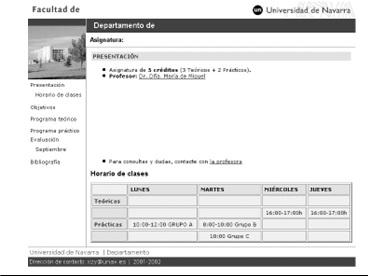 Facultad de
Universidad de Navarra
Departamento de
Asignatura:
PRESENTACIÓN
Asignatura de 5 créditos (3 Teóricos + 2 Prácticos).
Profesor: Dr. Dña. María de Miguel
Presentación
Horario de clases
Objetivos
Programa teórico
Programa práctico
Evaluación
Septiembre
Bibliografía
Para consultas y dudas, contacte con la profesora
Horario de clases
LUNES MARTES MIÉRCOLES JUEVES
Teóricas
16:00-17:00h 16:00-17:00h
Prácticas 10:00-12:00 GRUPO A 8:00-10:00 Grupo B
18:00 Grupo C
Universidad de Navarra | Departamento
Dirección de contacto: xzy@unav.es | 2001-2002